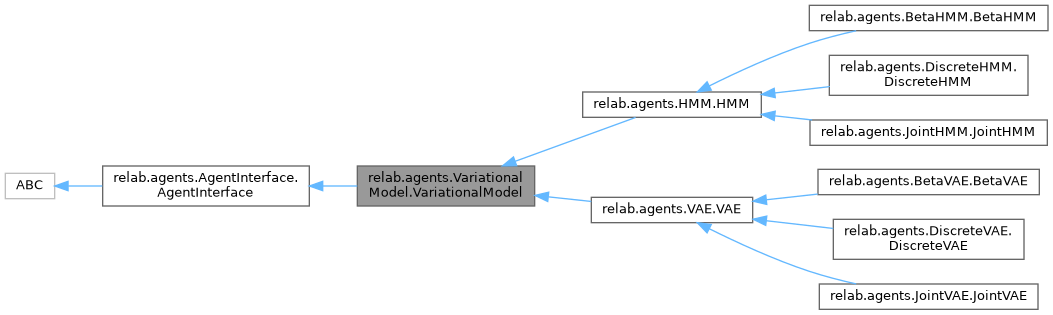 ABC
relab.agents.AgentInterface.
AgentInterface
relab.agents.Variational
Model.VariationalModel
relab.agents.HMM.HMM
relab.agents.BetaHMM.BetaHMM
relab.agents.DiscreteHMM.
DiscreteHMM
relab.agents.JointHMM.JointHMM
relab.agents.VAE.VAE
relab.agents.BetaVAE.BetaVAE
relab.agents.DiscreteVAE.
DiscreteVAE
relab.agents.JointVAE.JointVAE